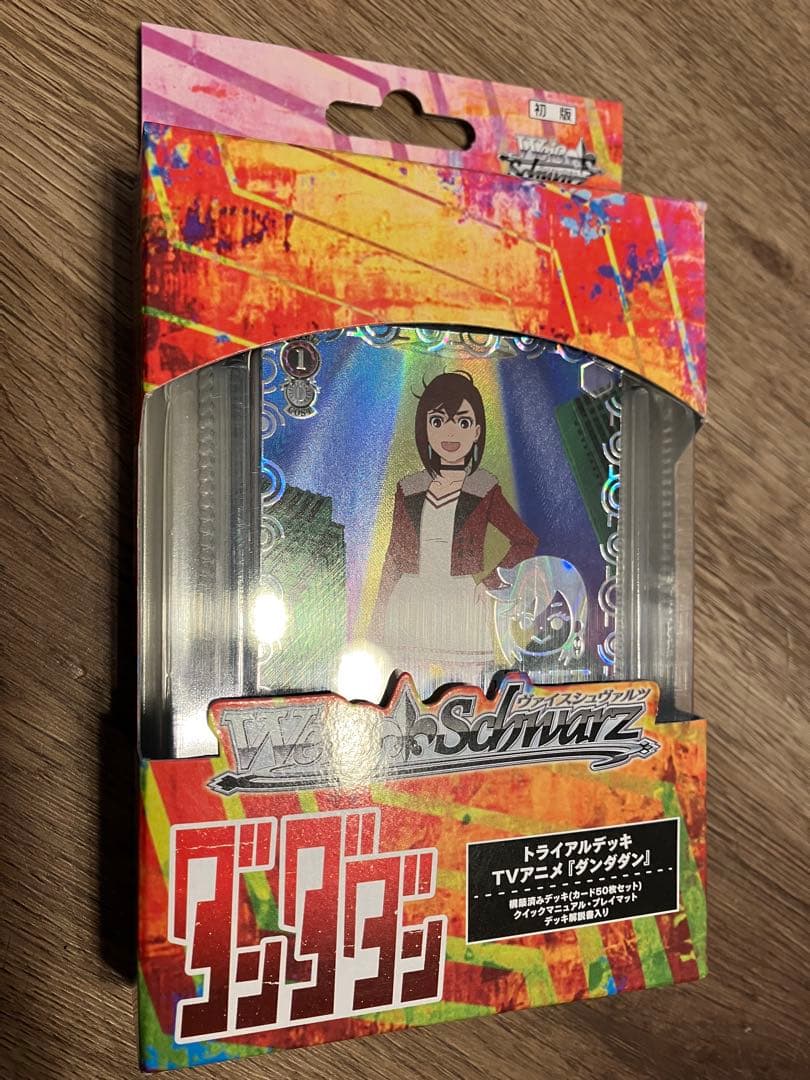 初版
Weiß
Schwarz
1
COST
ヴァイスシュヴァルツ
Weiß Schwarz
ダンダダン
トライアルデッキ
TVアニメ『ダンダダン』
構築済みデッキ(カード50枚セット)
クイックマニュアル・プレイマット
デッキ解説書入り